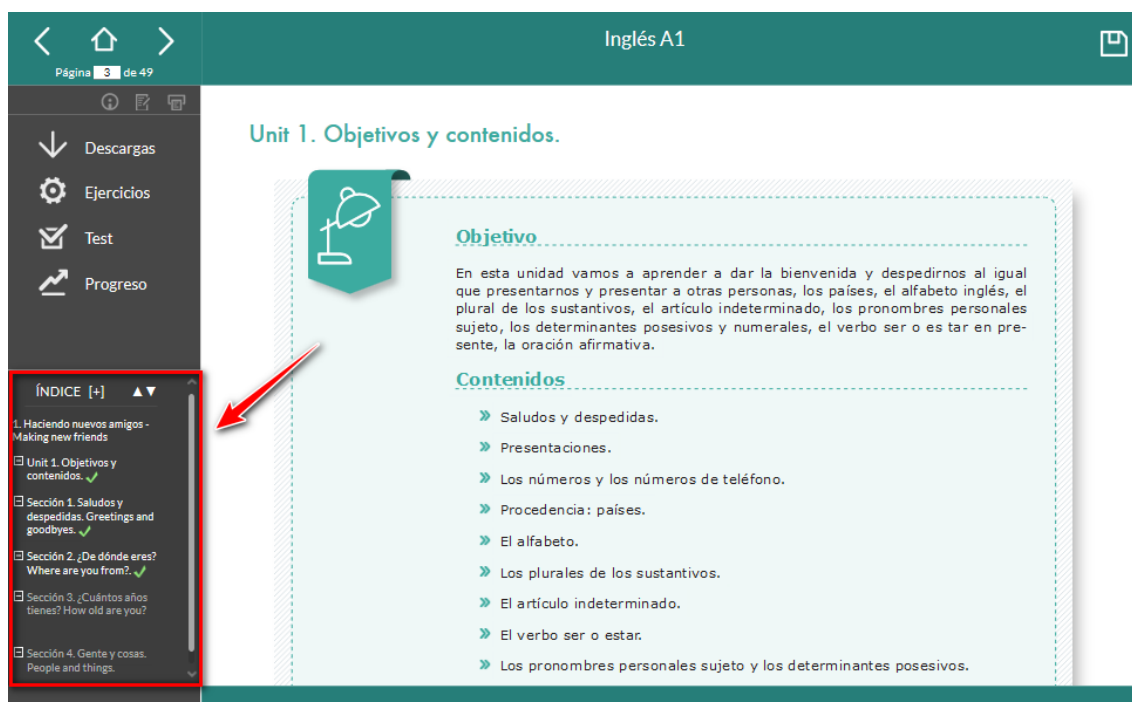 Inglés A1
Página 3 de 49
Descargas
Ejercicios
Test
Progreso
ÍNDICE [+] ▲▼
1. Haciendo nuevos amigos -
Making new friends
Unit 1. Objetivos y
contenidos.
Sección 1. Saludos y
despedidas. Greetings and
goodbyes.
Sección 2. ¿De dónde eres?
Where are you from?.
Sección 3. ¿Cuántos años
tienes? How old are you?
Sección 4. Gente y cosas.
People and things.
Unit 1. Objetivos y contenidos.
Objetivo
En esta unidad vamos a aprender a dar la bienvenida y despedirnos al igual
que presentarnos y presentar a otras personas, los países, el alfabeto inglés, el
plural de los sustantivos, el artículo indeterminado, los pronombres personales
sujeto, los determinantes posesivos y numerales, el verbo ser o es tar en pre-
sente, la oración afirmativa.
Contenidos
Saludos y despedidas.
Presentaciones.
Los números y los números de teléfono.
Procedencia: países.
El alfabeto.
Los plurales de los sustantivos.
El artículo indeterminado.
El verbo ser o estar.
Los pronombres personales sujeto y los determinantes posesivos.